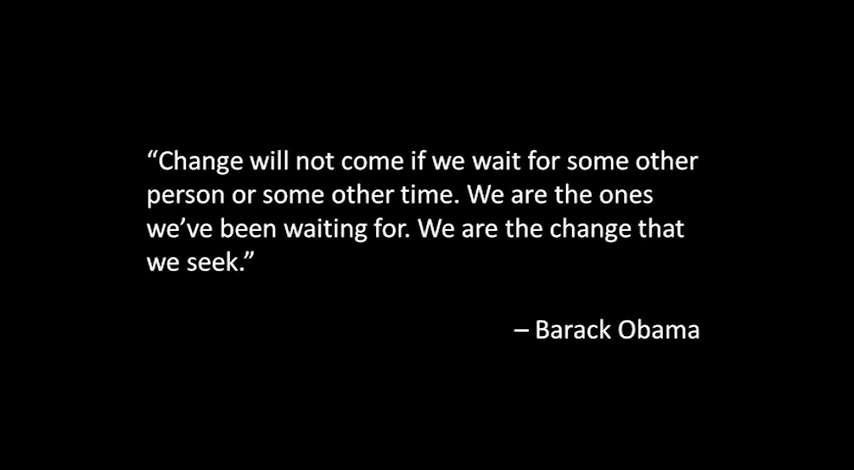 “Change will not come if we wait for some other
person or some other time. We are the ones
we’ve been waiting for. We are the change that
we seek.”
– Barack Obama